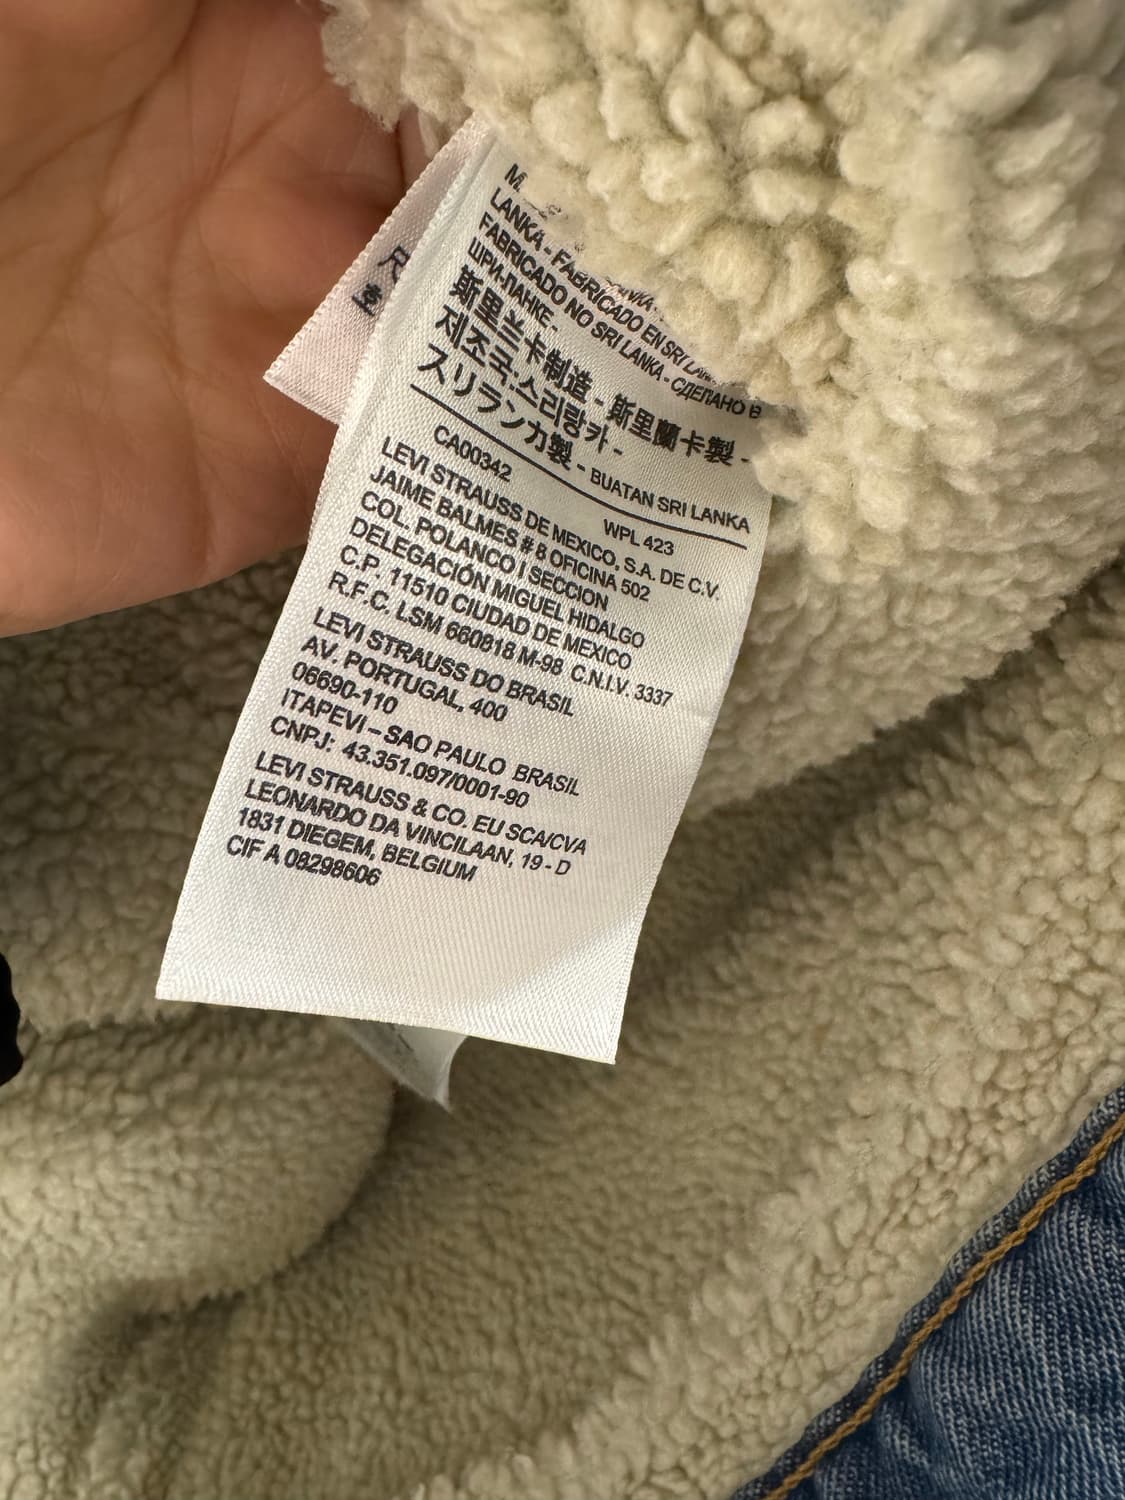 尺
壹
LANKA - FABRICADO EN SRI
FABRICADO NO SRI LANKA - СДЕЛАНО В
ШРИ-ЛАНКЕ -
斯里兰卡制造 - 斯里蘭卡製 -
제조국:스리랑카 -
スリランカ製 - BUATAN SRI LANKA
CA00342 WPL 423
LEVI STRAUSS DE MEXICO, S.A. DE C.V.
JAIME BALMES # 8 OFICINA 502
COL. POLANCO I SECCION
DELEGACIÓN MIGUEL HIDALGO
C.P. 11510 CIUDAD DE MEXICO
R.F.C. LSM 660818 M-98 C.N.I.V. 3337
LEVI STRAUSS DO BRASIL
AV. PORTUGAL, 400
06690-110
ITAPEVI – SAO PAULO BRASIL
CNPJ: 43.351.097/0001-90
LEVI STRAUSS & CO. EU SCA/CVA
LEONARDO DA VINCILAAN, 19 - D
1831 DIEGEM, BELGIUM
CIF A 08298606